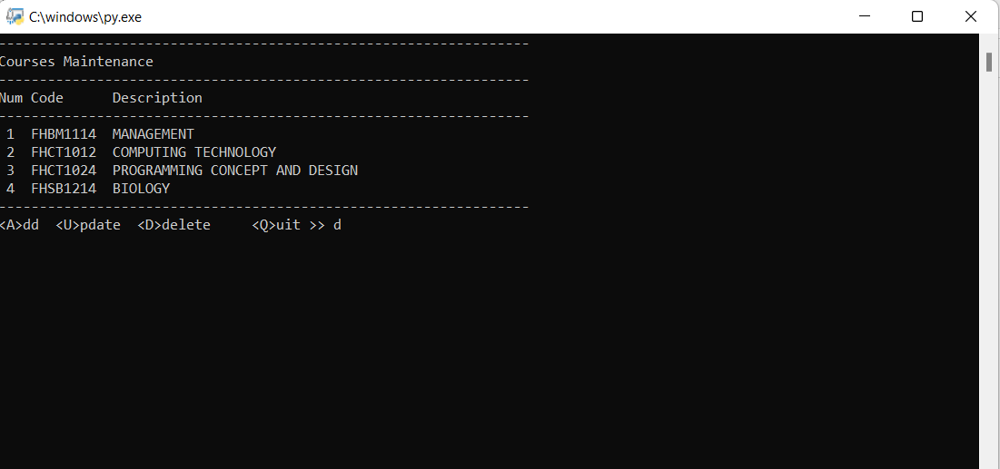 C:\windows\py.exe
-----------------------------------------------------------------
Courses Maintenance
-----------------------------------------------------------------
Num Code      Description
-----------------------------------------------------------------
 1  FHBM1114  MANAGEMENT
 2  FHCT1012  COMPUTING TECHNOLOGY
 3  FHCT1024  PROGRAMMING CONCEPT AND DESIGN
 4  FHSB1214  BIOLOGY
-----------------------------------------------------------------
<A>dd  <U>pdate  <D>delete     <Q>uit >> d